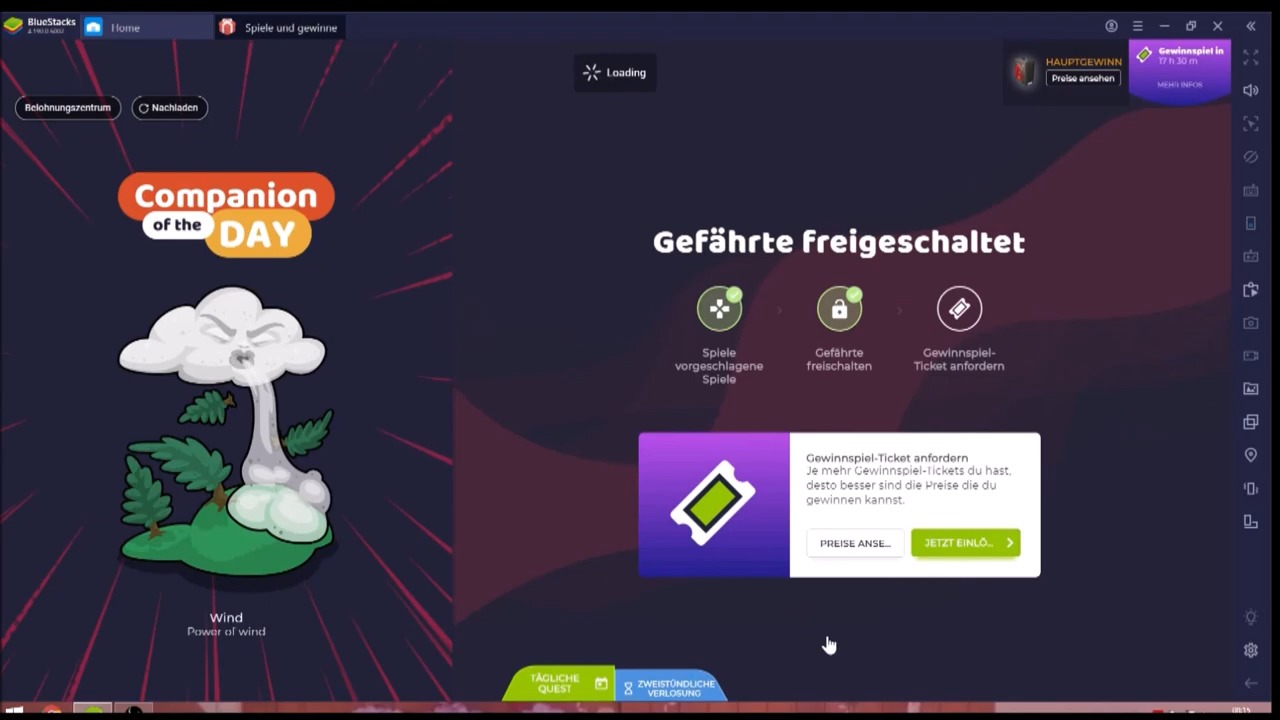 BlueStacks
Home
Spiele und gewinne
Loading
HAUPTGEWINN
Preise ansehen
Gewinnspiel in
17 h 30 m
MEHR INFOS
Belohnungszentrum
Nachladen
Companion
of the
DAY
Gefährte freigeschaltet
Spiele
vorgeschlagene
Spiele
Gefährte
freischalten
Gewinnspiel-
Ticket anfordern
Gewinnspiel-Ticket anfordern
Je mehr Gewinnspiel-Tickets du hast,
desto besser sind die Preise die du
gewinnen kannst.
PREISE ANSE...
JETZT EINLÖ...
Wind
Power of wind
TÄGLICHE
QUEST
ZWEISTÜNDLICHE
VERLOSUNG